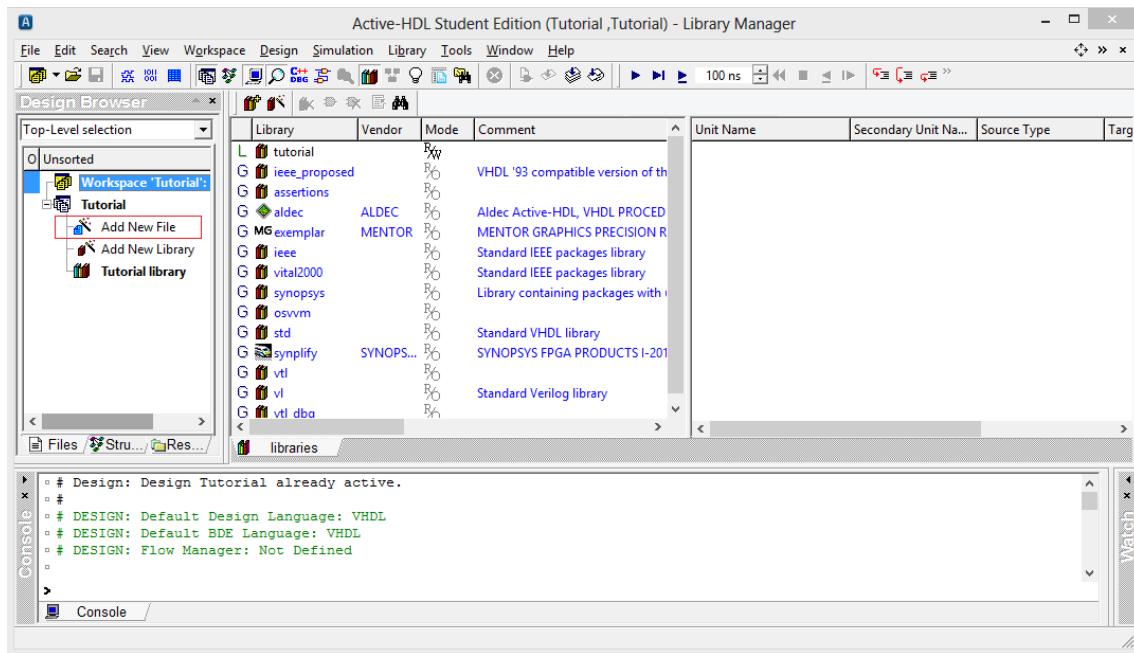 Active-HDL Student Edition (Tutorial ,Tutorial) - Library Manager
File Edit Search View Workspace Design Simulation Library Tools Window Help
100 ns
Design Browser
Top-Level selection
O Unsorted
Workspace 'Tutorial':
Tutorial
Add New File
Add New Library
Tutorial library
Files Stru... Res...
Library Vendor Mode Comment
L tutorial R/W
G ieee_proposed R/O VHDL '93 compatible version of th
G assertions R/O
G aldec ALDEC R/O Aldec Active-HDL, VHDL PROCED
G MG exemplar MENTOR R/O MENTOR GRAPHICS PRECISION R
G ieee R/O Standard IEEE packages library
G vital2000 R/O Standard IEEE packages library
G synopsys R/O Library containing packages with
G osvvm R/O
G std R/O Standard VHDL library
G synplify SYNOPS... R/O SYNOPSYS FPGA PRODUCTS I-201
G vtl R/O
G vl R/O Standard Verilog library
G vtl_dbg R/O
libraries
Unit Name Secondary Unit Na... Source Type Targ
# Design: Design Tutorial already active.
#
# DESIGN: Default Design Language: VHDL
# DESIGN: Default BDE Language: VHDL
# DESIGN: Flow Manager: Not Defined
>
Console
Console
Watch